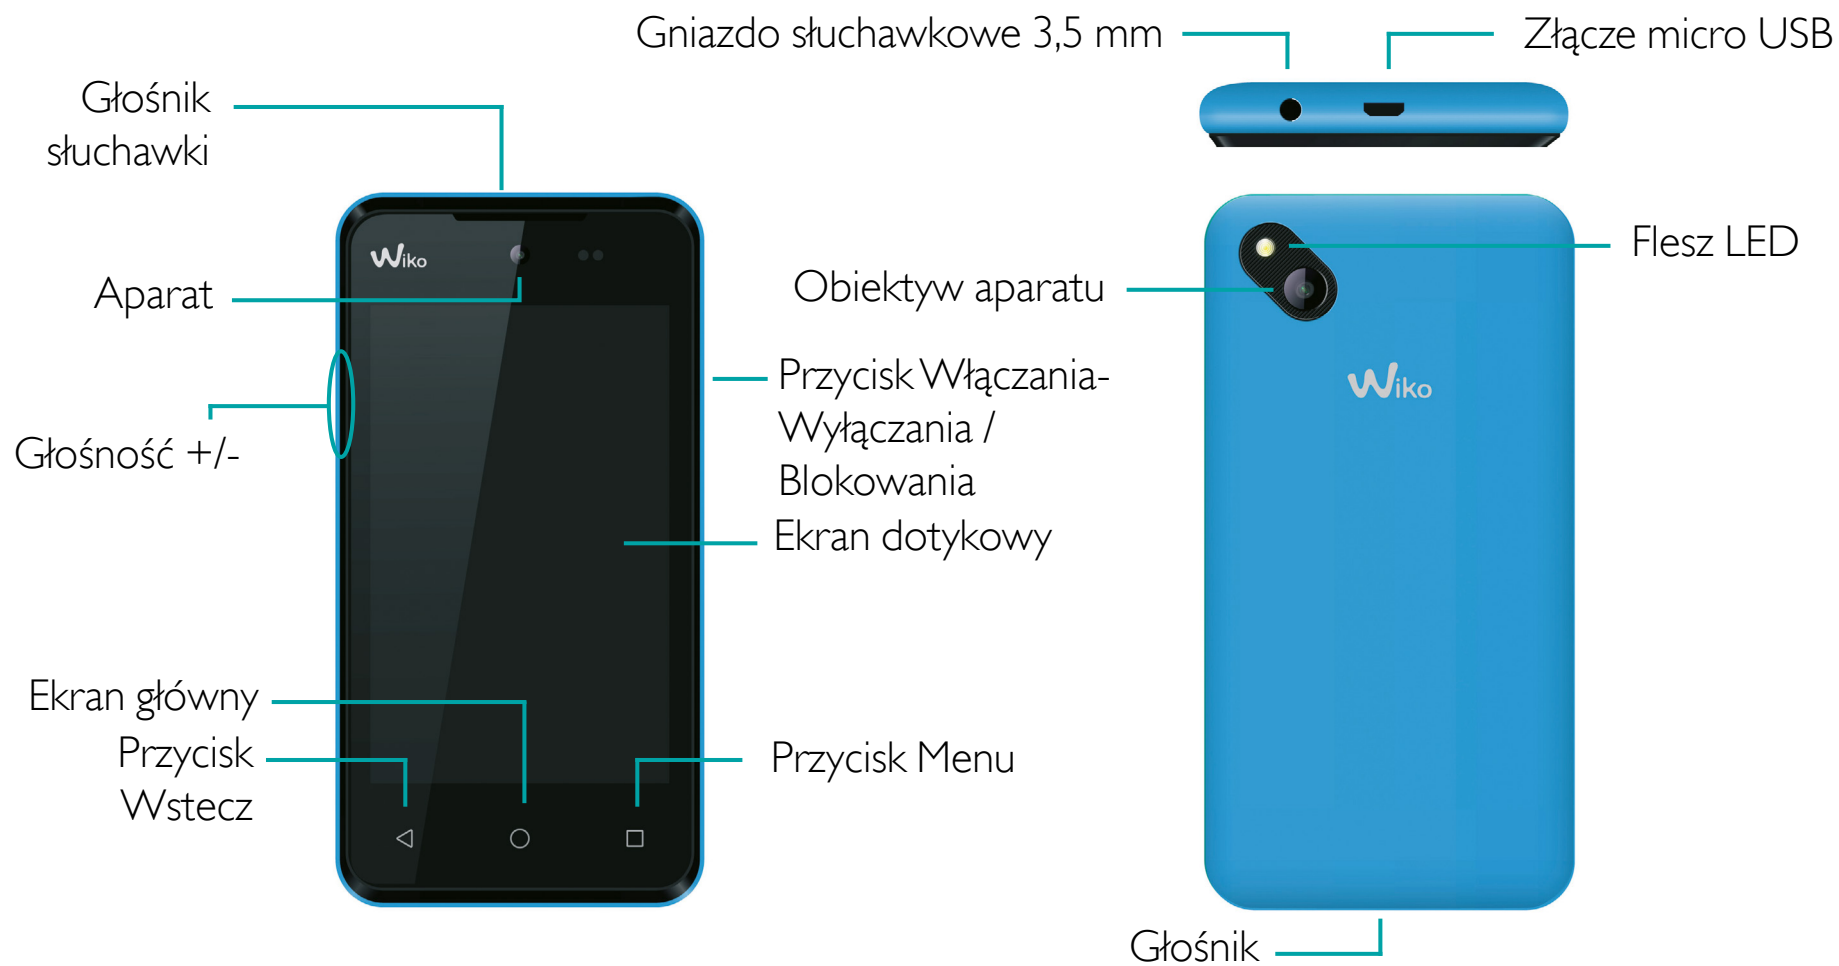 Gniazdo słuchawkowe 3,5 mm
Złącze micro USB
Głośnik
słuchawki
Wiko
Aparat
Głośność +/-
Przycisk Włączania-
Wyłączania /
Blokowania
Ekran dotykowy
Ekran główny
Przycisk
Wstecz
Przycisk Menu
Flesz LED
Obiektyw aparatu
Wiko
Głośnik